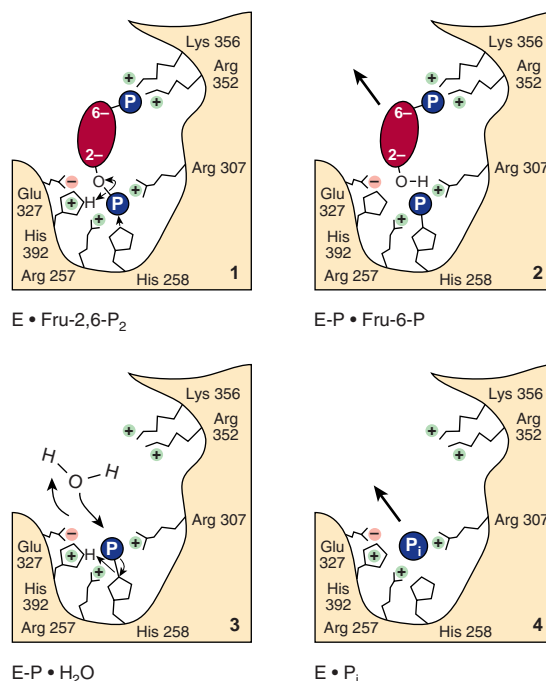 Lys 356
Arg
352
+
P
+
6–
2–
Arg 307
O
–
+
Glu
327
+
H
P
+
His
392
Arg 257
His 258
1
E • Fru-2,6-P₂
Lys 356
Arg
352
+
P
+
6–
2–
Arg 307
O
H
–
+
Glu
327
P
+
His
392
Arg 257
His 258
2
E-P • Fru-6-P
Lys 356
Arg
352
+
+
H
H
O
Arg 307
–
P
+
Glu
327
+
H
+
His
392
Arg 257
His 258
3
E-P • H₂O
Lys 356
Arg
352
+
+
Arg 307
–
Pᵢ
+
Glu
327
+
+
His
392
Arg 257
His 258
4
E • Pᵢ